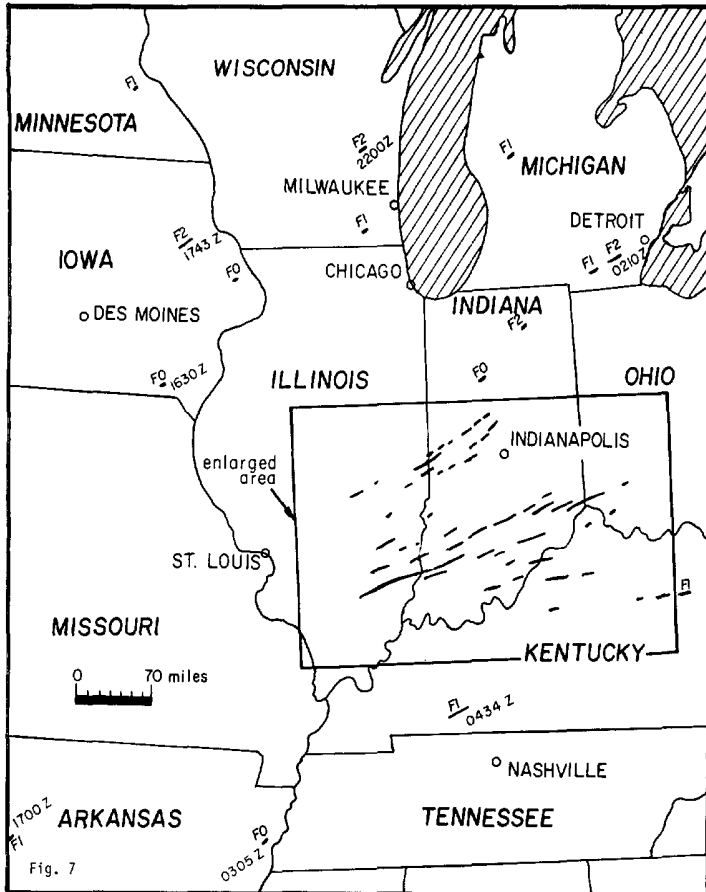 WISCONSIN
F1
MINNESOTA
F2
2200Z
F1
MICHIGAN
MILWAUKEE
DETROIT
F2
1743 Z
F1
F1
F2
0210Z
IOWA
F0
CHICAGO
DES MOINES
INDIANA
F2
F0
1630Z
F0
ILLINOIS
OHIO
INDIANAPOLIS
enlarged
area
ST. LOUIS
F1
MISSOURI
0 70 miles
KENTUCKY
F1
0434 Z
NASHVILLE
1700 Z
F1
ARKANSAS
F0
0305 Z
TENNESSEE
Fig. 7